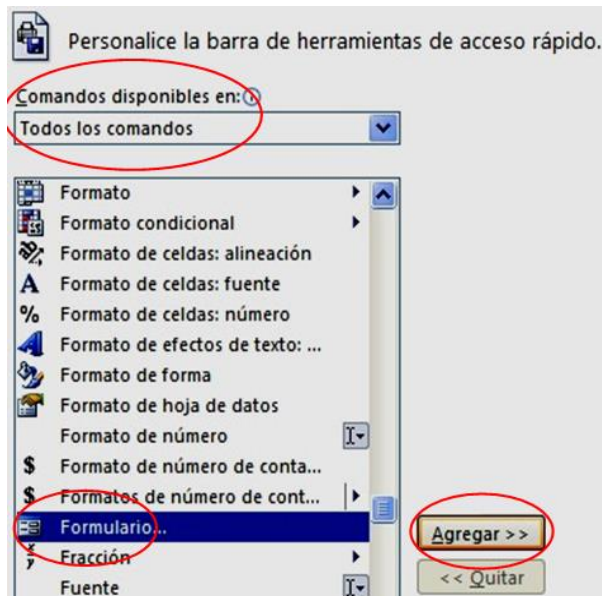 Personalice la barra de herramientas de acceso rápido.
Comandos disponibles en:
Todos los comandos
Formato
Formato condicional
Formato de celdas: alineación
Formato de celdas: fuente
Formato de celdas: número
Formato de efectos de texto: ...
Formato de forma
Formato de hoja de datos
Formato de número
Formato de número de conta...
Formatos de número de cont...
Formulario...
Agregar >>
Fracción
<< Quitar
Fuente